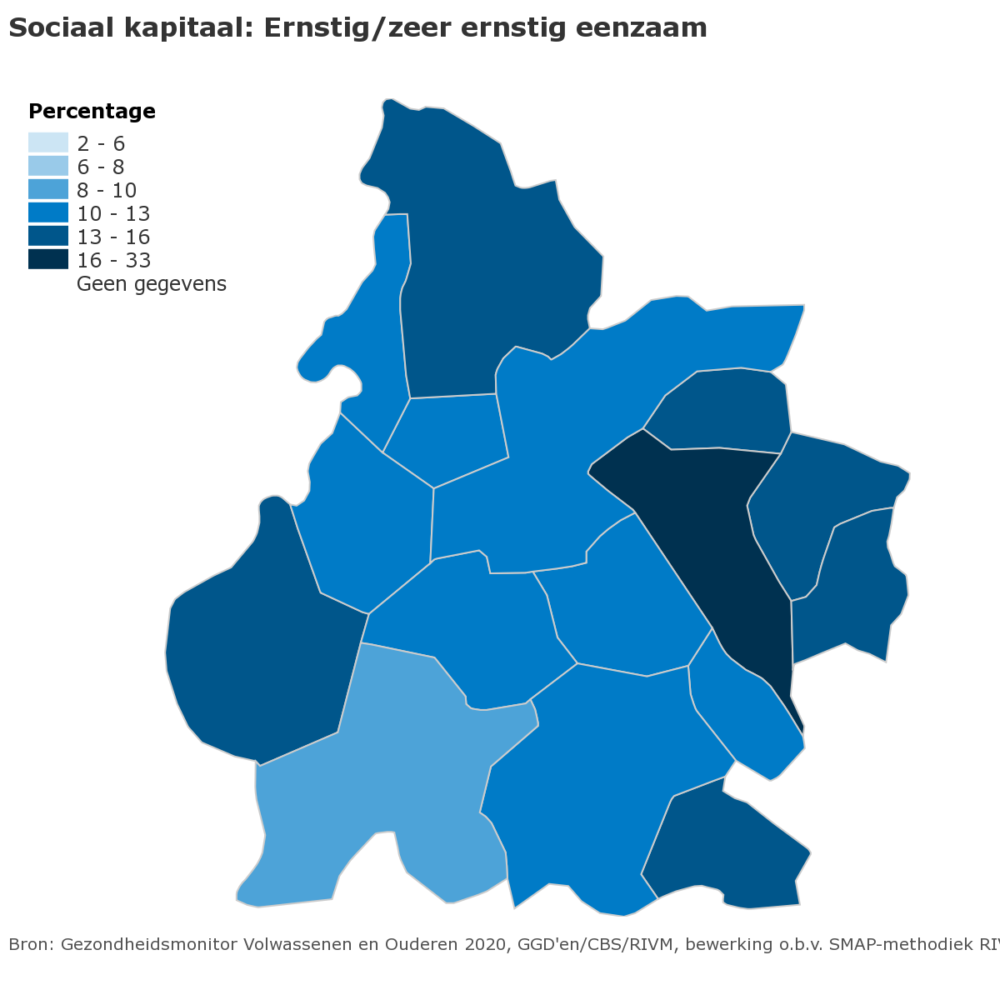 Sociaal kapitaal: Ernstig/zeer ernstig eenzaam
Percentage
2 - 6
6 - 8
8 - 10
10 - 13
13 - 16
16 - 33
Geen gegevens
Bron: Gezondheidsmonitor Volwassenen en Ouderen 2020, GGD'en/CBS/RIVM, bewerking o.b.v. SMAP-methodiek